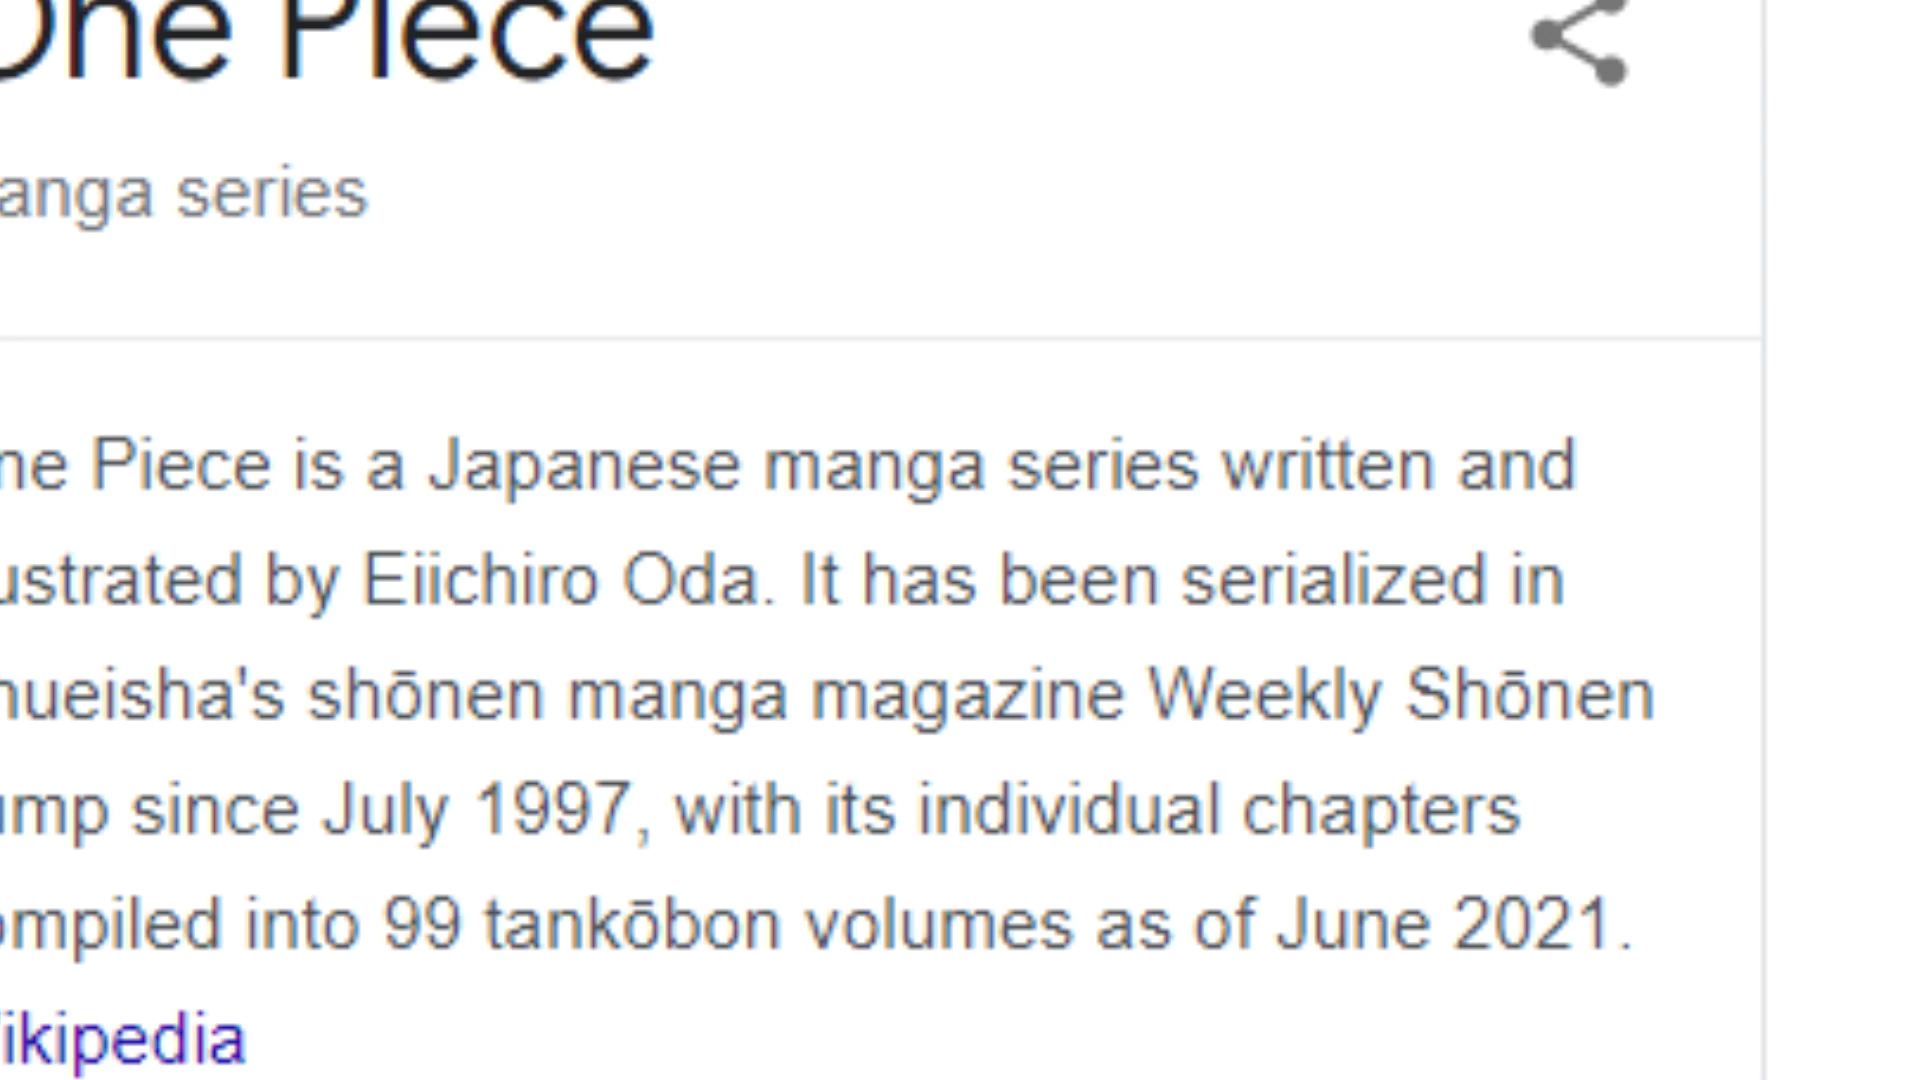 One Piece
anga series
ne Piece is a Japanese manga series written and
ustrated by Eiichiro Oda. It has been serialized in
hueisha's shōnen manga magazine Weekly Shōnen
ump since July 1997, with its individual chapters
ompiled into 99 tankōbon volumes as of June 2021.
ikipedia